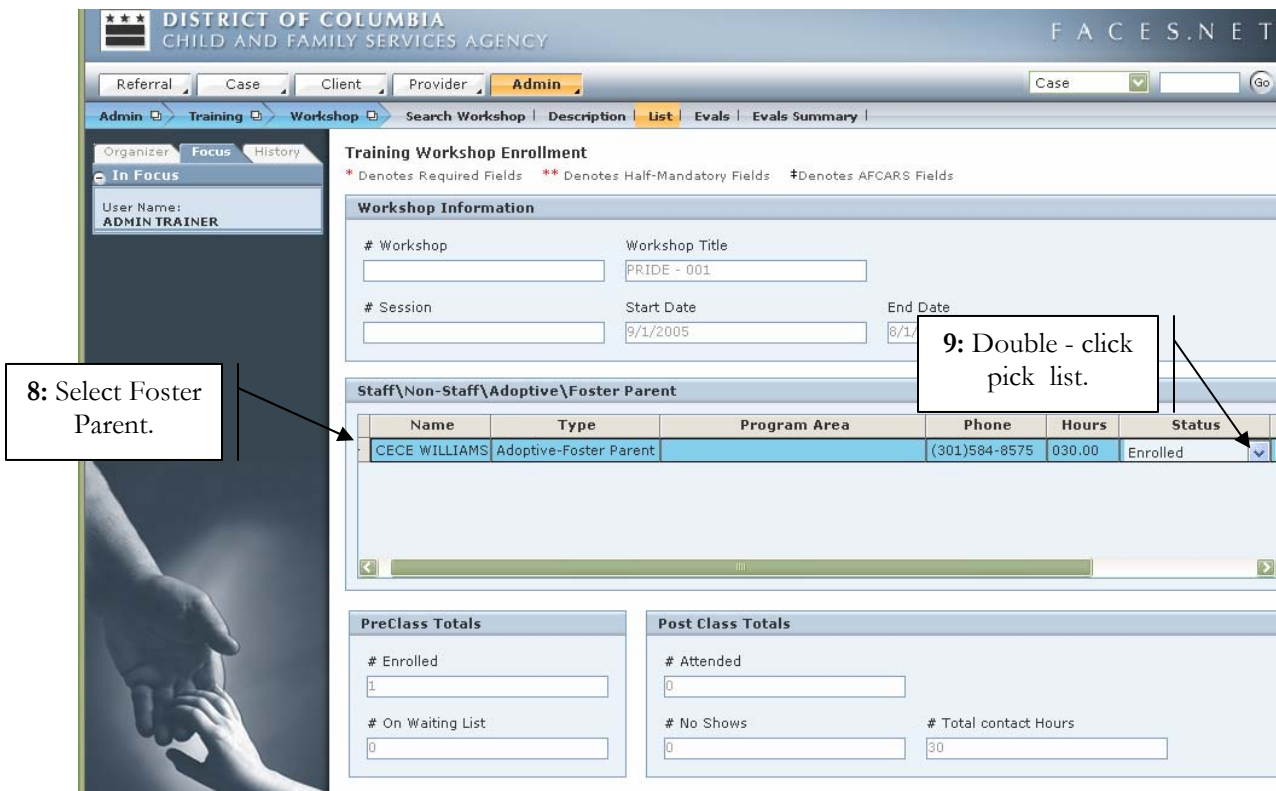 DISTRICT OF COLUMBIA
CHILD AND FAMILY SERVICES AGENCY
FACES.NET
Referral Case Client Provider Admin Case Go
Admin Training Workshop Search Workshop | Description | List | Evals | Evals Summary |
Organizer Focus History
In Focus
User Name:
ADMIN TRAINER
Training Workshop Enrollment
* Denotes Required Fields ** Denotes Half-Mandatory Fields ‡Denotes AFCARS Fields
Workshop Information
# Workshop Workshop Title
PRIDE - 001
# Session Start Date End Date
9/1/2005 8/1/
9: Double - click
pick list.
8: Select Foster
Parent.
Staff\Non-Staff\Adoptive\Foster Parent
Name Type Program Area Phone Hours Status
CECE WILLIAMS Adoptive-Foster Parent (301)584-8575 030.00 Enrolled
PreClass Totals
# Enrolled
1
# On Waiting List
0
Post Class Totals
# Attended
0
# No Shows # Total contact Hours
0 30